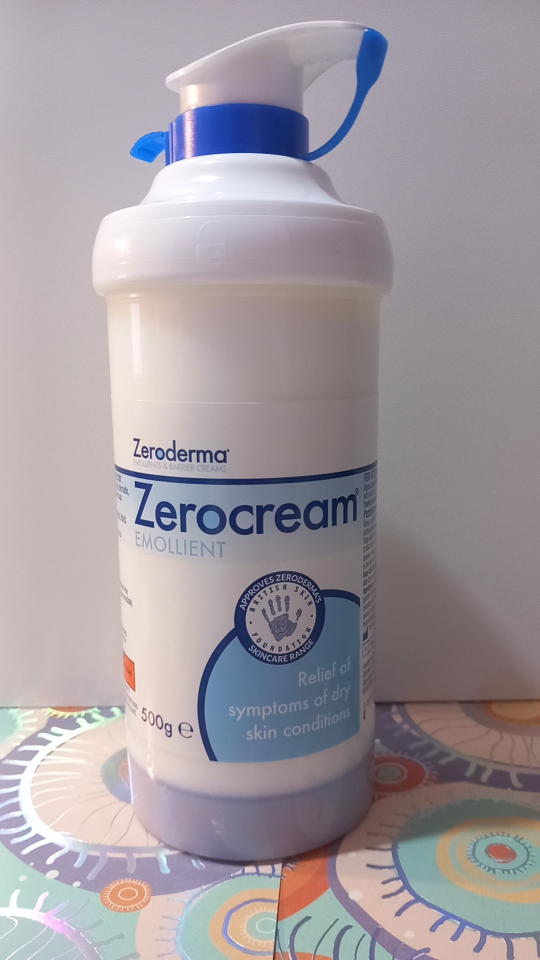 Zeroderma®
EMOLLIENTS & BARRIER CREAMS
Zerocream®
EMOLLIENT
APPROVES ZERODERMA'S
BRITISH SKIN
FOUNDATION
SKINCARE RANGE
Relief of
symptoms of dry
skin conditions
500g ℮